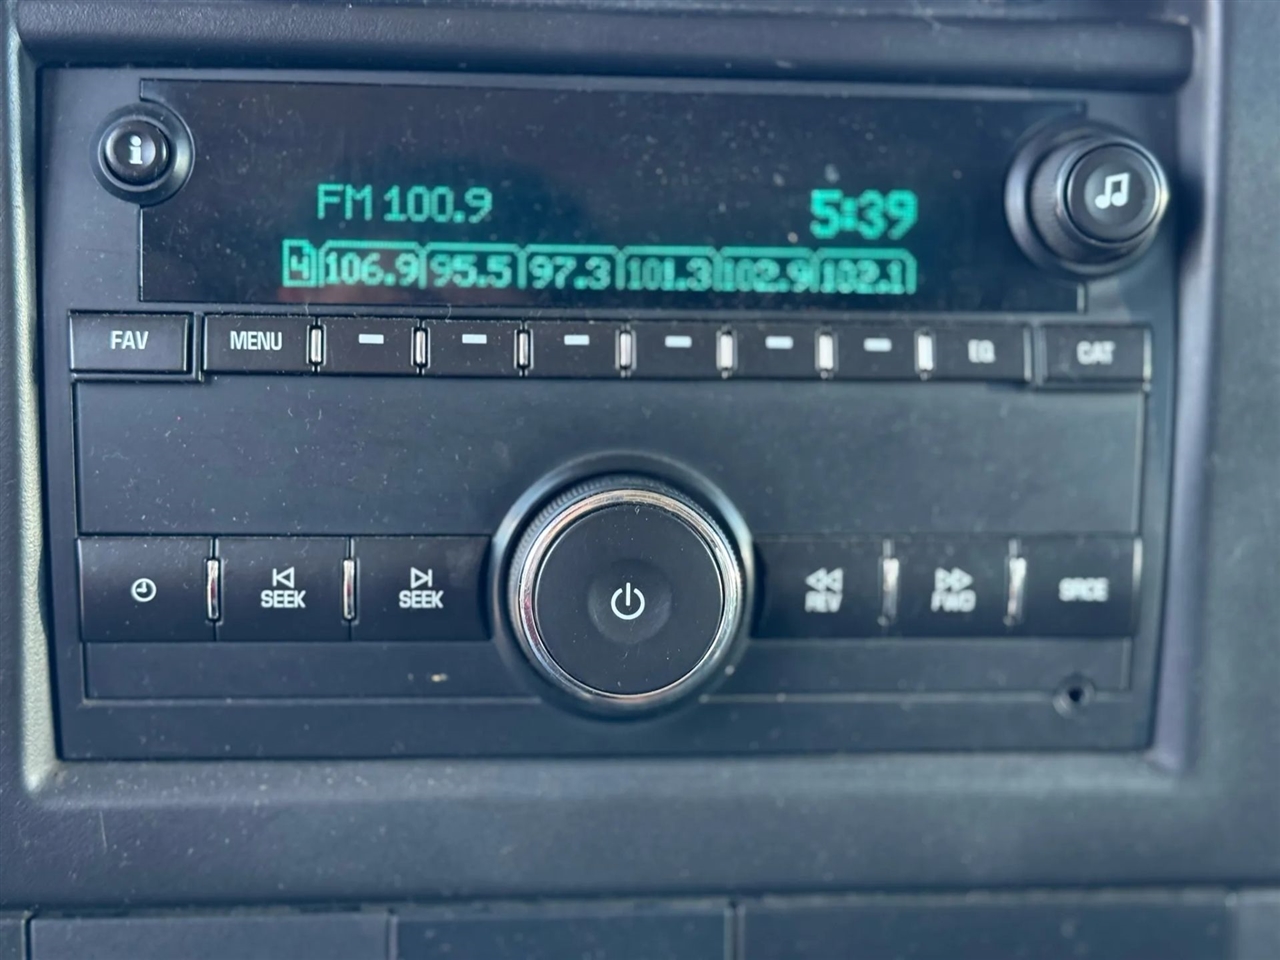 i
FM 100.9 5:39
4 106.9 95.5 97.3 101.3 102.9 102.1
FAV MENU EQ CAT
SEEK SEEK REV FWD SRCE